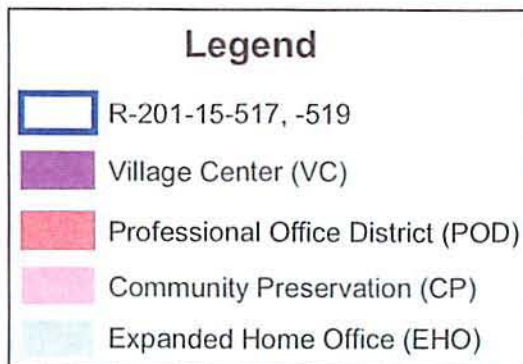 Legend
R-201-15-517, -519
Village Center (VC)
Professional Office District (POD)
Community Preservation (CP)
Expanded Home Office (EHO)